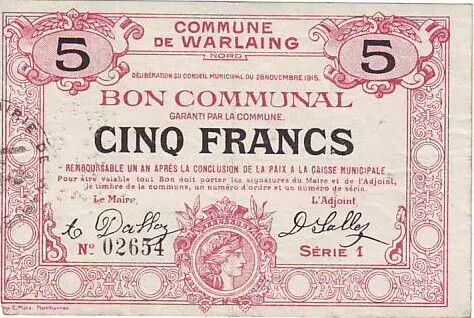 5
COMMUNE
DE WARLAING
NORD
5
DÉLIBÉRATION DU CONSEIL MUNICIPAL DU 28 NOVEMBRE 1915.
BON COMMUNAL
GARANTI PAR LA COMMUNE.
CINQ FRANCS
REMBOURSABLE UN AN APRÈS LA CONCLUSION DE LA PAIX A LA CAISSE MUNICIPALE
Pour être valable tout Bon doit porter les signatures du Maire et de l'Adjoint,
le timbre de la commune, un numéro d'ordre et un numéro de série.
Le Maire,
L'Adjoint
No 02654
SÉRIE 1
Marchiennes